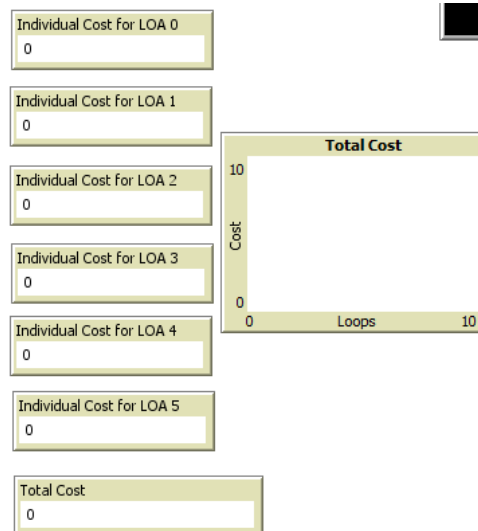 Individual Cost for LOA 0
0
Individual Cost for LOA 1
0
Individual Cost for LOA 2
0
Individual Cost for LOA 3
0
Individual Cost for LOA 4
0
Individual Cost for LOA 5
0
Total Cost
0
Total Cost
10
Cost
0
0
Loops
10